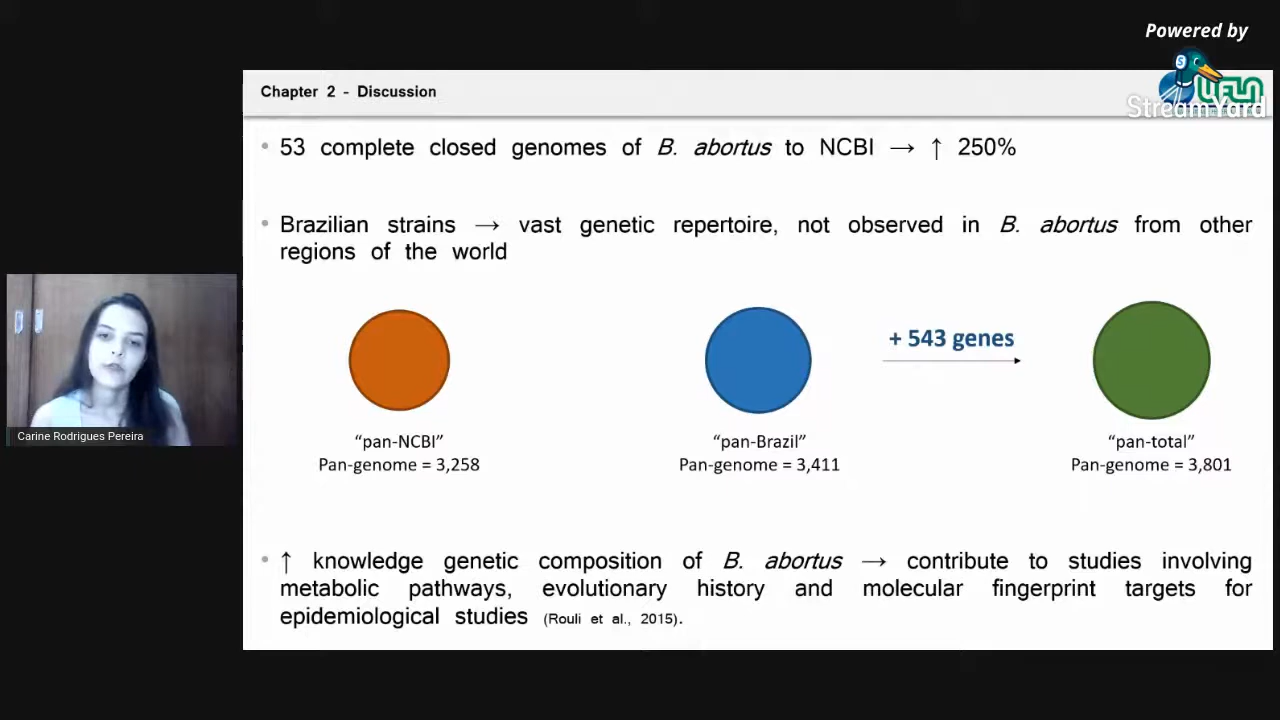 Powered by
StreamYard
UFLA
Chapter 2 - Discussion
• 53 complete closed genomes of B. abortus to NCBI → ↑ 250%
• Brazilian strains → vast genetic repertoire, not observed in B. abortus from other
regions of the world
+ 543 genes
“pan-NCBI”
Pan-genome = 3,258
“pan-Brazil”
Pan-genome = 3,411
“pan-total”
Pan-genome = 3,801
• ↑ knowledge genetic composition of B. abortus → contribute to studies involving
metabolic pathways, evolutionary history and molecular fingerprint targets for
epidemiological studies (Rouli et al., 2015).
Carine Rodrigues Pereira